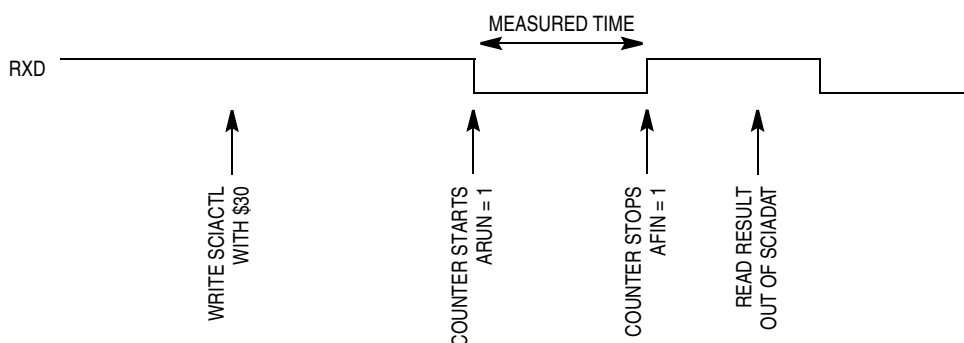 MEASURED TIME
RXD
WRITE SCIACTL
WITH $30
COUNTER STARTS
ARUN = 1
COUNTER STOPS
AFIN = 1
READ RESULT
OUT OF SCIADAT